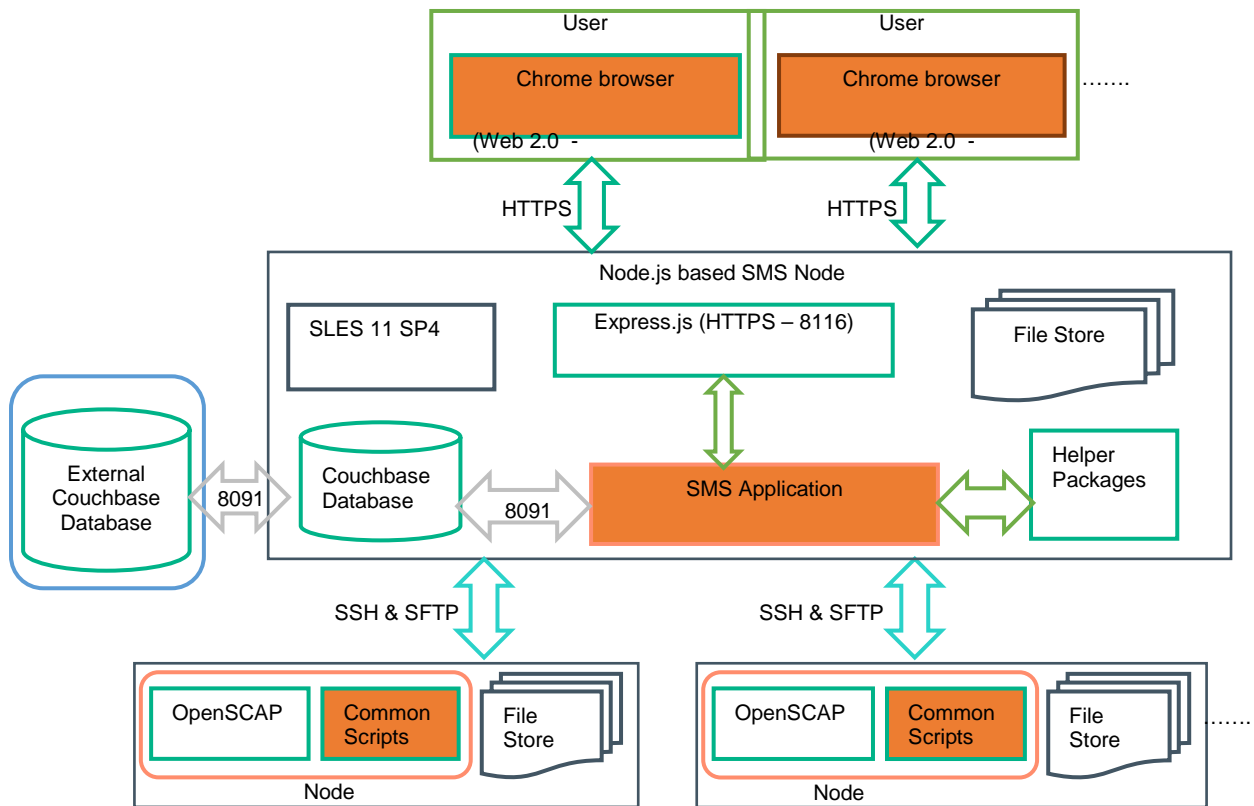 User
User
Chrome browser
Chrome browser
.......
(Web 2.0 -
(Web 2.0 -
HTTPS
HTTPS
Node.js based SMS Node
SLES 11 SP4
Express.js (HTTPS – 8116)
File Store
External
Couchbase
Database
8091
Couchbase
Database
8091
SMS Application
Helper
Packages
SSH & SFTP
SSH & SFTP
OpenSCAP
Common
Scripts
File
Store
Node
OpenSCAP
Common
Scripts
File
Store
Node
.......